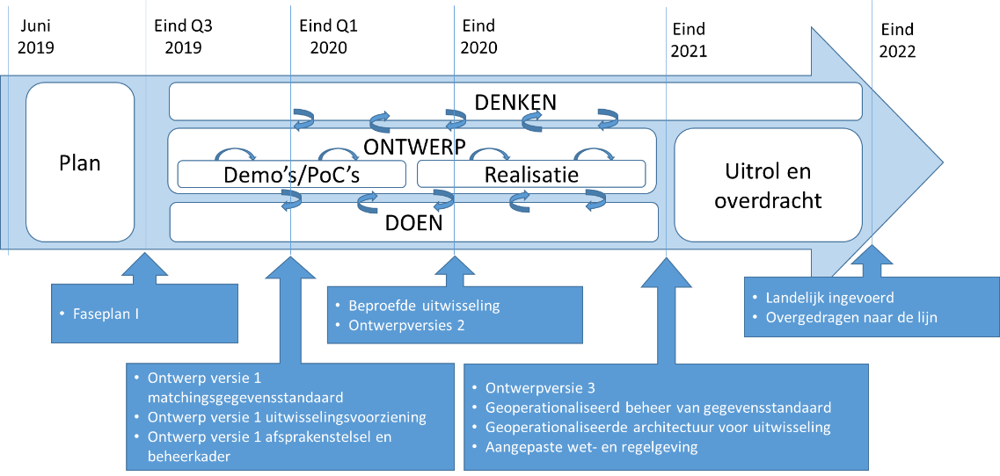 Juni
2019
Eind Q3
2019
Eind Q1
2020
Eind
2020
Eind
2021
Eind
2022
Plan
DENKEN
ONTWERP
Demo's/PoC's
Realisatie
DOEN
Uitrol en
overdracht
• Faseplan I
• Ontwerp versie 1
matchingsgegevensstandaard
• Ontwerp versie 1 uitwisselingsvoorziening
• Ontwerp versie 1 afsprakenstelsel en
beheerkader
• Beproefde uitwisseling
• Ontwerpversies 2
• Ontwerpversie 3
• Geoperationaliseerd beheer van gegevensstandaard
• Geoperationaliseerde architectuur voor uitwisseling
• Aangepaste wet- en regelgeving
• Landelijk ingevoerd
• Overgedragen naar de lijn